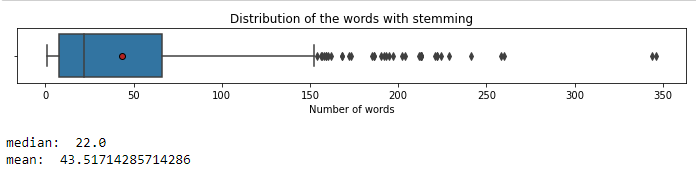 Distribution of the words with stemming
0 50 100 150 200 250 300 350
Number of words
median:  22.0
mean:  43.51714285714286